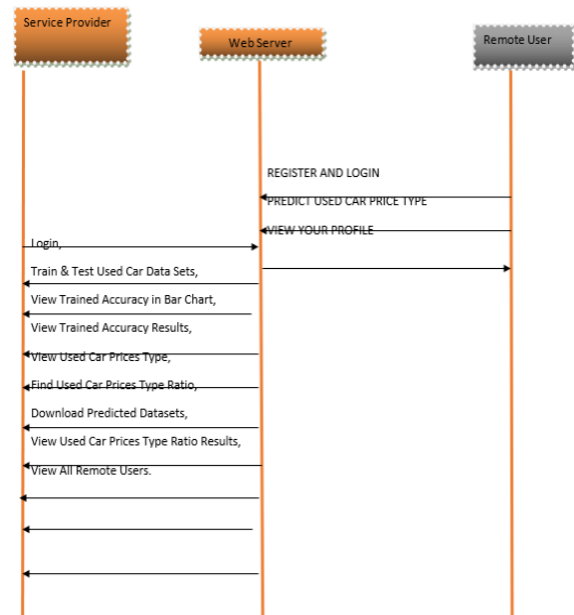 Service Provider
Web Server
Remote User
REGISTER AND LOGIN
PREDICT USED CAR PRICE TYPE
VIEW YOUR PROFILE
Login,
Train & Test Used Car Data Sets,
View Trained Accuracy in Bar Chart,
View Trained Accuracy Results,
View Used Car Prices Type,
Find Used Car Prices Type Ratio,
Download Predicted Datasets,
View Used Car Prices Type Ratio Results,
View All Remote Users.